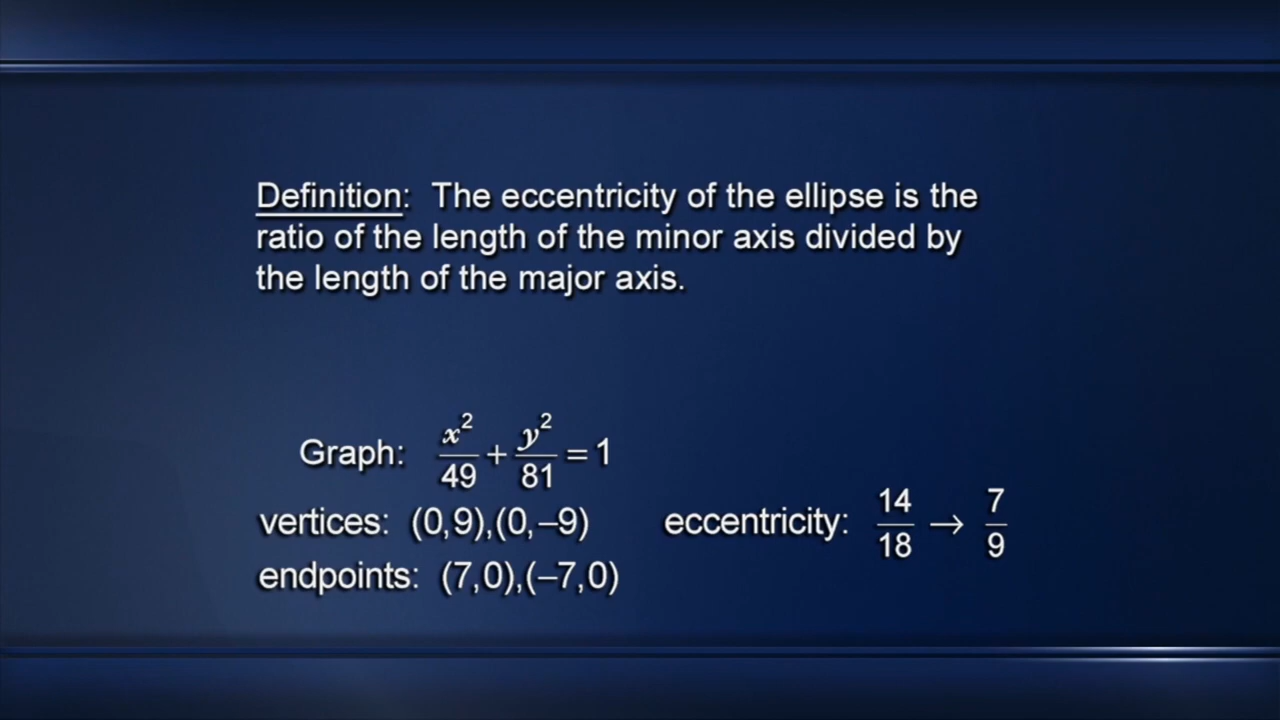 Definition: The eccentricity of the ellipse is the
ratio of the length of the minor axis divided by
the length of the major axis.
Graph: x²/49 + y²/81 = 1
vertices: (0,9),(0,–9)
eccentricity: 14/18 → 7/9
endpoints: (7,0),(–7,0)